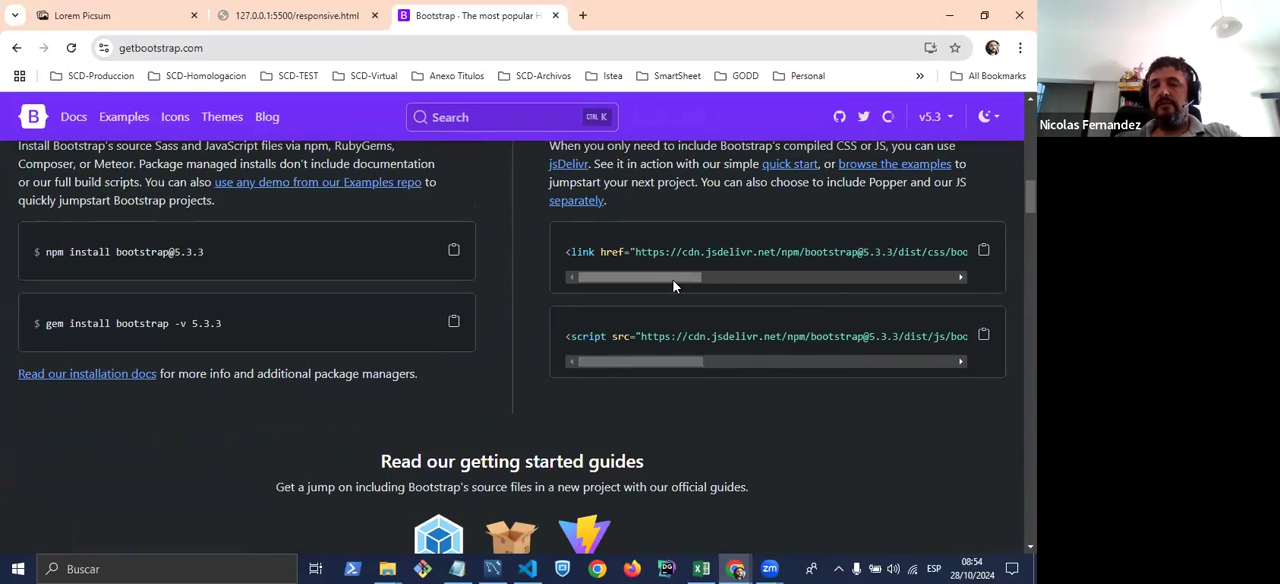 Lorem Picsum
127.0.0.1:5500/responsive.html
Bootstrap · The most popular H
getbootstrap.com
SCD-Produccion
SCD-Homologacion
SCD-TEST
SCD-Virtual
Anexo Titulos
SCD-Archivos
Istea
SmartSheet
GODD
Personal
»
All Bookmarks
B
Docs
Examples
Icons
Themes
Blog
Search
CTRL K
v5.3
Install Bootstrap's source Sass and JavaScript files via npm, RubyGems,
Composer, or Meteor. Package managed installs don't include documentation
or our full build scripts. You can also use any demo from our Examples repo to
quickly jumpstart Bootstrap projects.
$ npm install bootstrap@5.3.3
$ gem install bootstrap -v 5.3.3
Read our installation docs for more info and additional package managers.
When you only need to include Bootstrap's compiled CSS or JS, you can use
jsDelivr. See it in action with our simple quick start, or browse the examples to
jumpstart your next project. You can also choose to include Popper and our JS
separately.
<link href="https://cdn.jsdelivr.net/npm/bootstrap@5.3.3/dist/css/boo
<script src="https://cdn.jsdelivr.net/npm/bootstrap@5.3.3/dist/js/boo
Read our getting started guides
Get a jump on including Bootstrap's source files in a new project with our official guides.
Nicolas Fernandez
Buscar
zm
ESP
08:54
28/10/2024